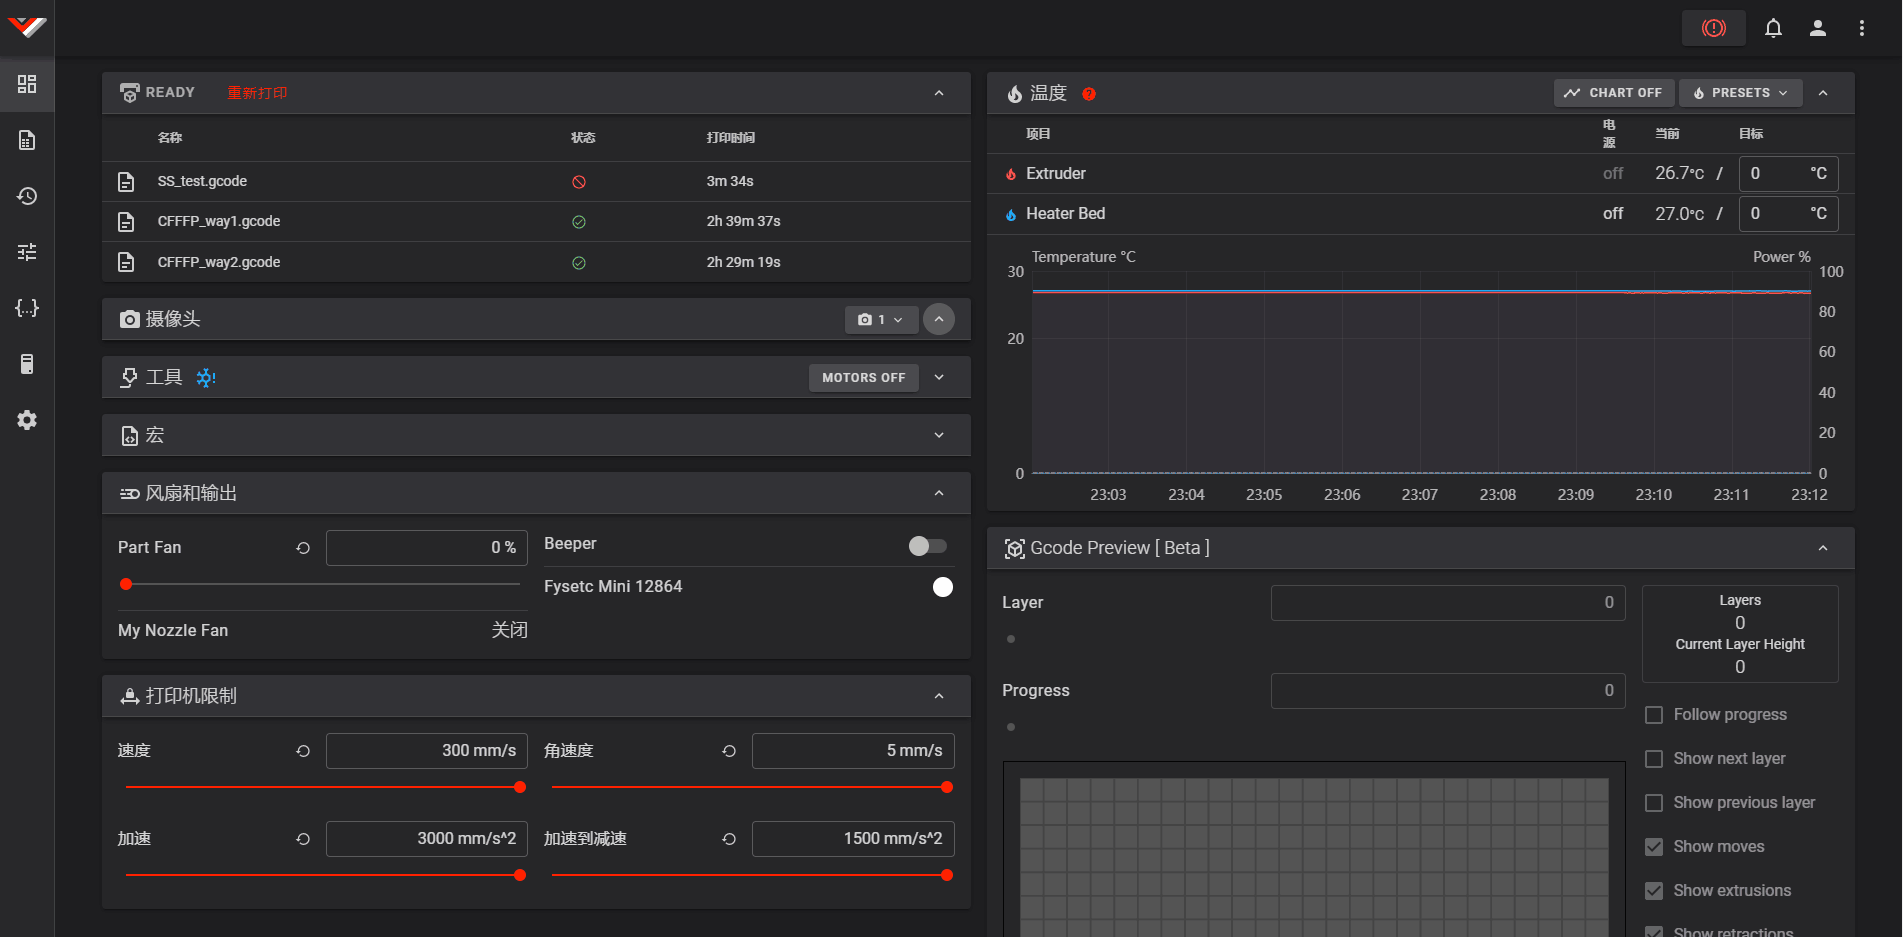 READY 重新打印
名称 状态 打印时间
SS_test.gcode 3m 34s
CFFFP_way1.gcode 2h 39m 37s
CFFFP_way2.gcode 2h 29m 19s
摄像头 1
工具 MOTORS OFF
宏
风扇和输出
Part Fan 0 %
My Nozzle Fan 关闭
Beeper
Fysetc Mini 12864
打印机限制
速度 300 mm/s 角速度 5 mm/s
加速 3000 mm/s^2 加速到减速 1500 mm/s^2
温度 CHART OFF PRESETS
项目 电源 当前 目标
Extruder off 26.7°C / 0 °C
Heater Bed off 27.0°C / 0 °C
Temperature °C Power %
30 100
80
20
60
40
20
0 0
23:03 23:04 23:05 23:06 23:07 23:08 23:09 23:10 23:11 23:12
Gcode Preview [ Beta ]
Layer 0
Progress 0
Layers
0
Current Layer Height
0
Follow progress
Show next layer
Show previous layer
Show moves
Show extrusions
Show retractions